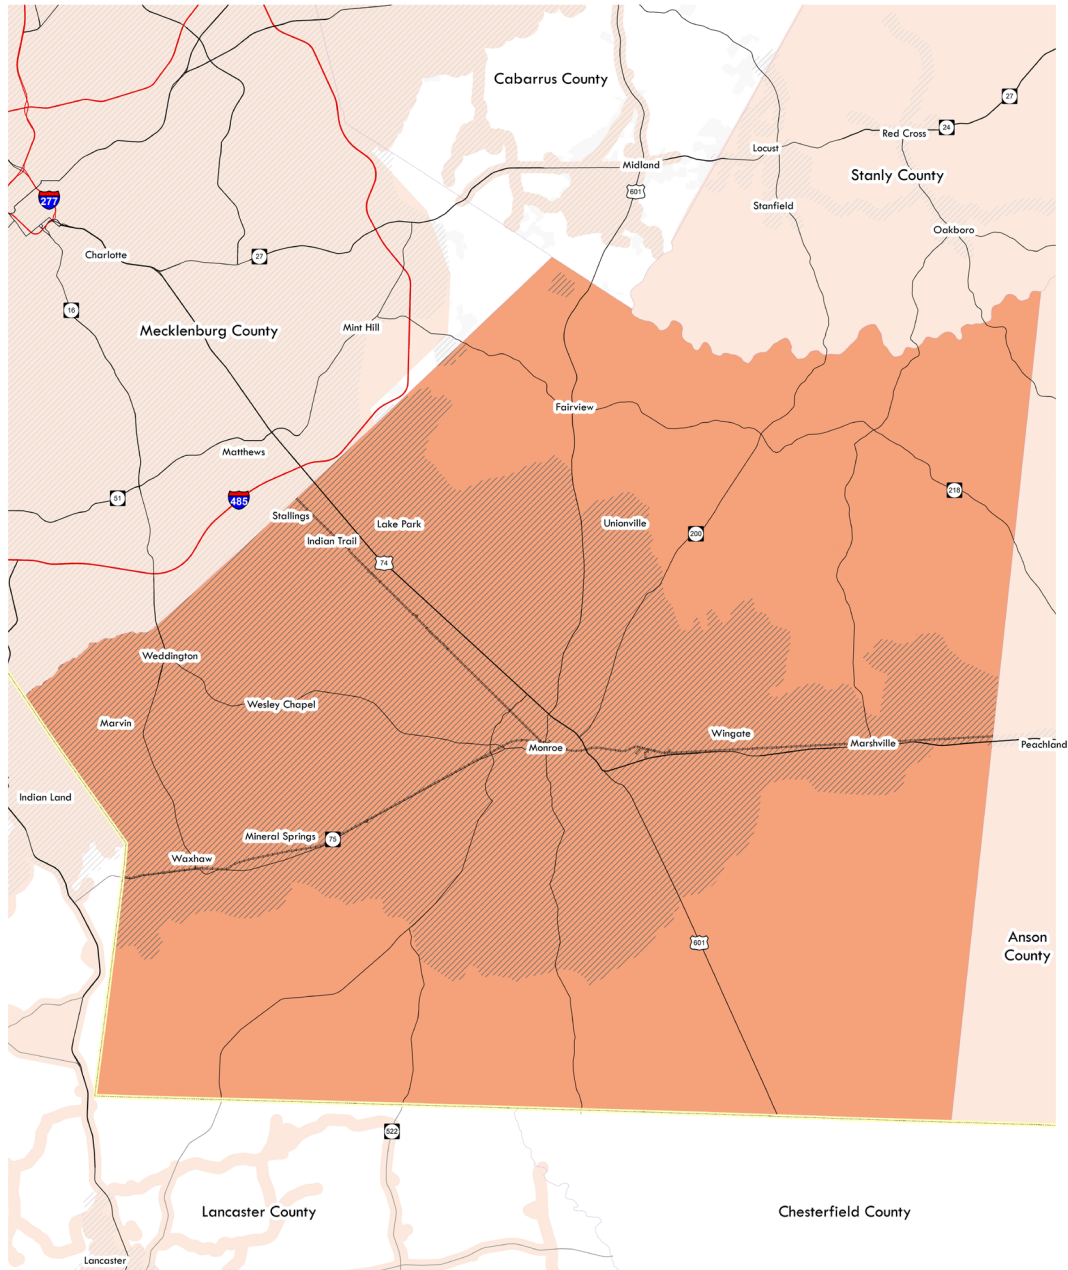 Cabarrus County
27
24
Red Cross
Locust
Midland
Stanly County
601
277
Stanfield
Oakboro
Charlotte
27
16
Mecklenburg County
Mint Hill
Fairview
Matthews
218
51
485
Stallings
Lake Park
Unionville
200
Indian Trail
74
Weddington
Wesley Chapel
Marvin
Wingate
Monroe
Marshville
Peachland
Indian Land
Mineral Springs
75
Waxhaw
601
Anson
County
522
Lancaster County
Chesterfield County
Lancaster